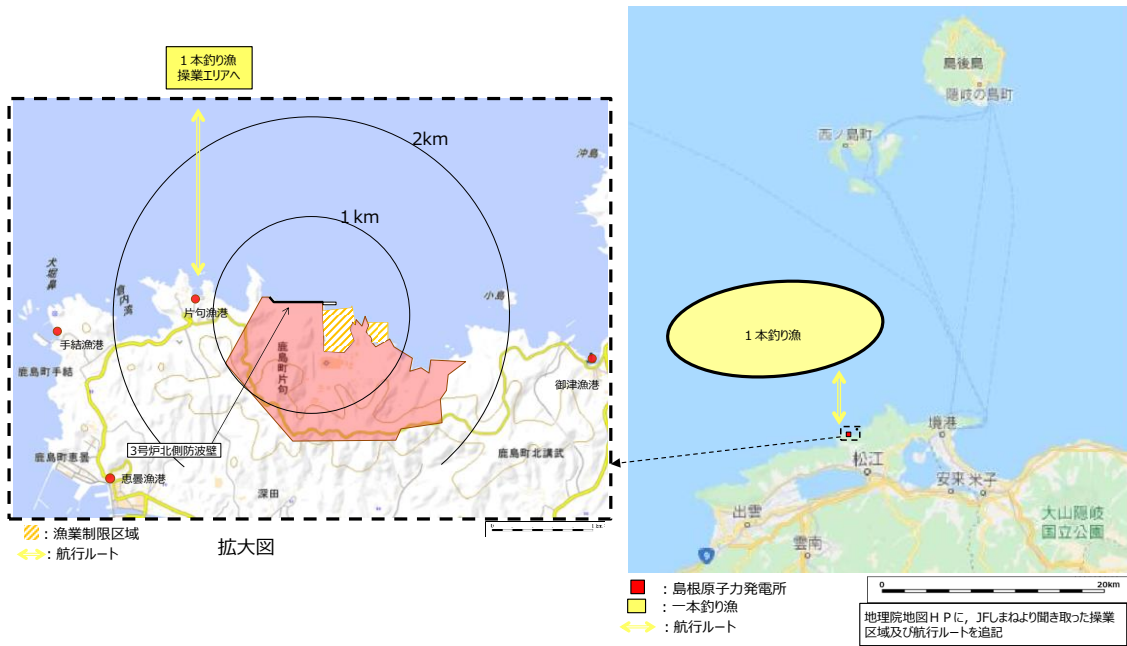 1本釣り漁
操業エリアへ
2km
1km
沖島
犬堀鼻
倉内湾
片句漁港
小島
手結漁港
鹿島町手結
鹿島町片句
御津漁港
3号炉北側防波壁
鹿島町恵曇
鹿島町北講武
恵曇漁港
深田
:漁業制限区域
:航行ルート
拡大図
島後島
隠岐の島町
西ノ島町
1本釣り漁
境港
松江
安来
米子
出雲
雲南
大山隠岐
国立公園
9
:島根原子力発電所
:一本釣り漁
:航行ルート
0
20km
地理院地図HPに,JFしまねより聞き取った操業
区域及び航行ルートを追記